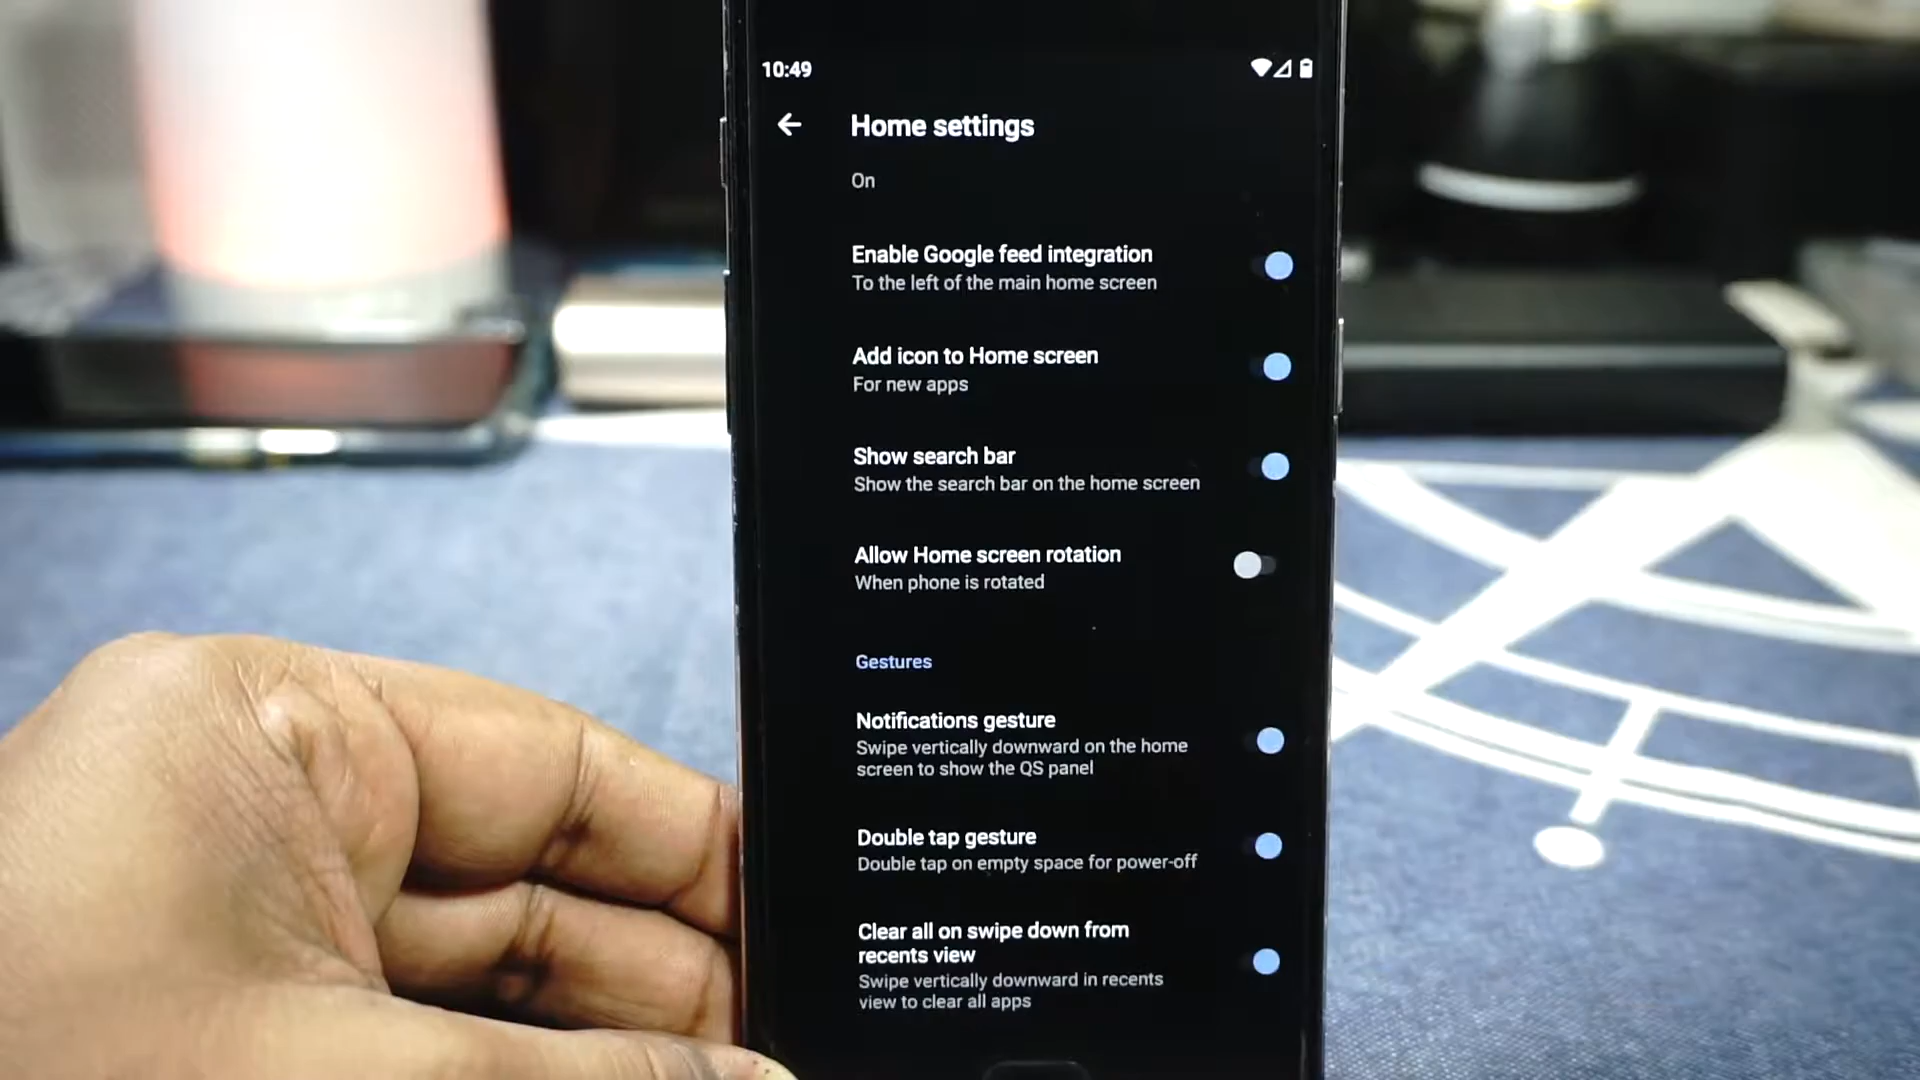 10:49
Home settings
On
Enable Google feed integration
To the left of the main home screen
Add icon to Home screen
For new apps
Show search bar
Show the search bar on the home screen
Allow Home screen rotation
When phone is rotated
Gestures
Notifications gesture
Swipe vertically downward on the home
screen to show the QS panel
Double tap gesture
Double tap on empty space for power-off
Clear all on swipe down from
recents view
Swipe vertically downward in recents
view to clear all apps